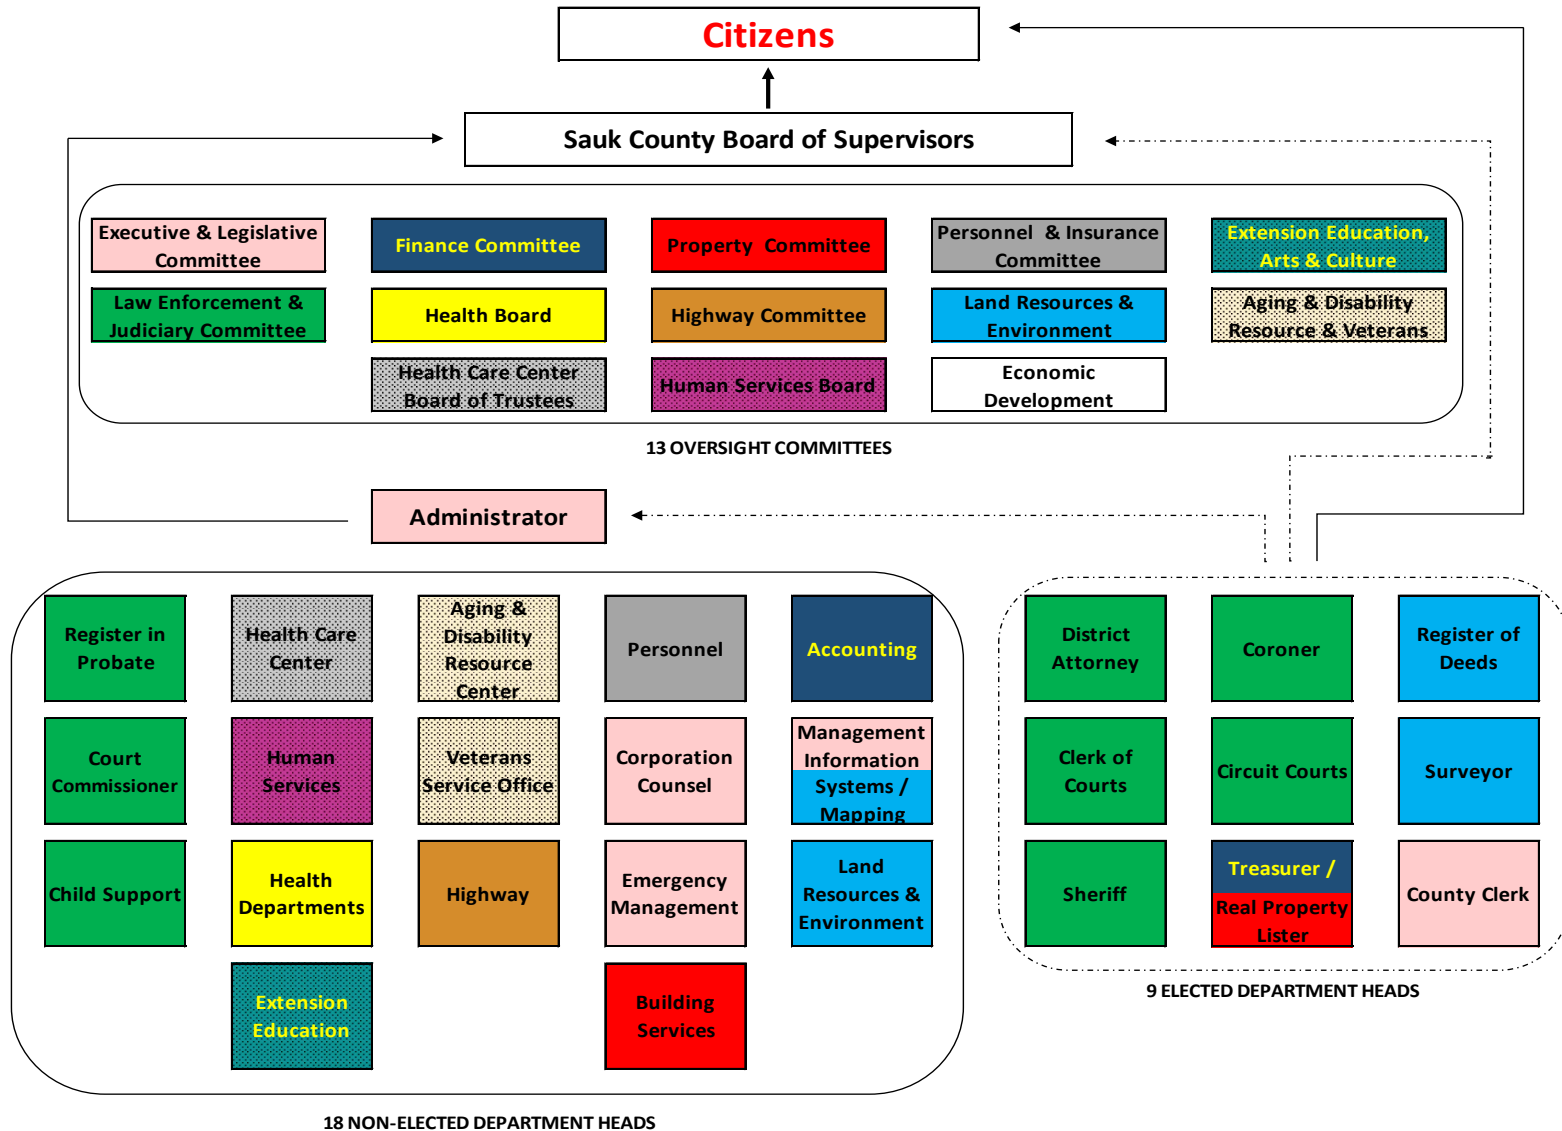 Citizens
Sauk County Board of Supervisors
Executive & Legislative
Committee
Finance Committee
Property Committee
Personnel & Insurance
Committee
Extension Education,
Arts & Culture
Law Enforcement &
Judiciary Committee
Health Board
Highway Committee
Land Resources &
Environment
Aging & Disability
Resource & Veterans
Health Care Center
Board of Trustees
Human Services Board
Economic
Development
13 OVERSIGHT COMMITTEES
Administrator
Register in
Probate
Health Care
Center
Aging &
Disability
Resource
Center
Personnel
Accounting
Court
Commissioner
Human
Services
Veterans
Service Office
Corporation
Counsel
Management
Information
Systems /
Mapping
Child Support
Health
Departments
Highway
Emergency
Management
Land
Resources &
Environment
Extension
Education
Building
Services
18 NON-ELECTED DEPARTMENT HEADS
District
Attorney
Coroner
Register of
Deeds
Clerk of
Courts
Circuit Courts
Surveyor
Sheriff
Treasurer /
Real Property
Lister
County Clerk
9 ELECTED DEPARTMENT HEADS